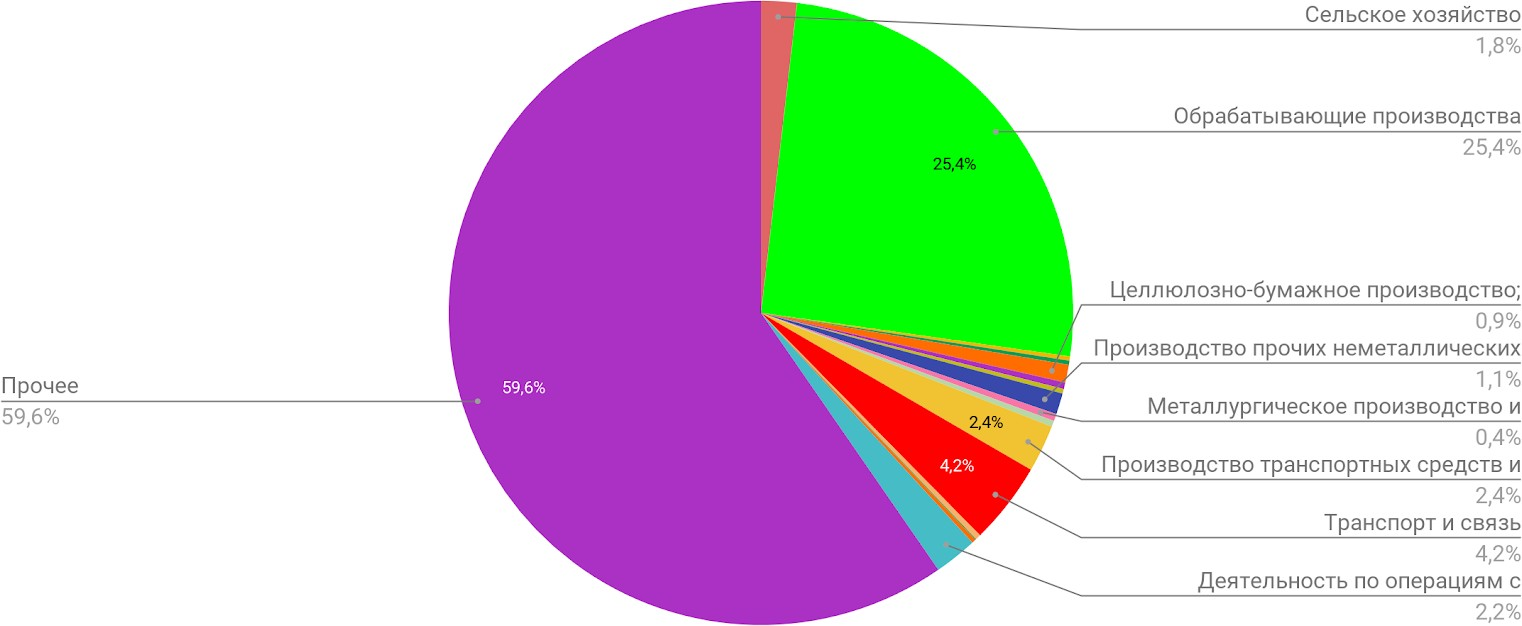 Сельское хозяйство
1,8%
Обрабатывающие производства
25,4%
25,4%
Целлюлозно-бумажное производство;
0,9%
Производство прочих неметаллических
1,1%
Прочее
59,6%
59,6%
Металлургическое производство и
0,4%
2,4%
Производство транспортных средств и
2,4%
4,2%
Транспорт и связь
4,2%
Деятельность по операциям с
2,2%